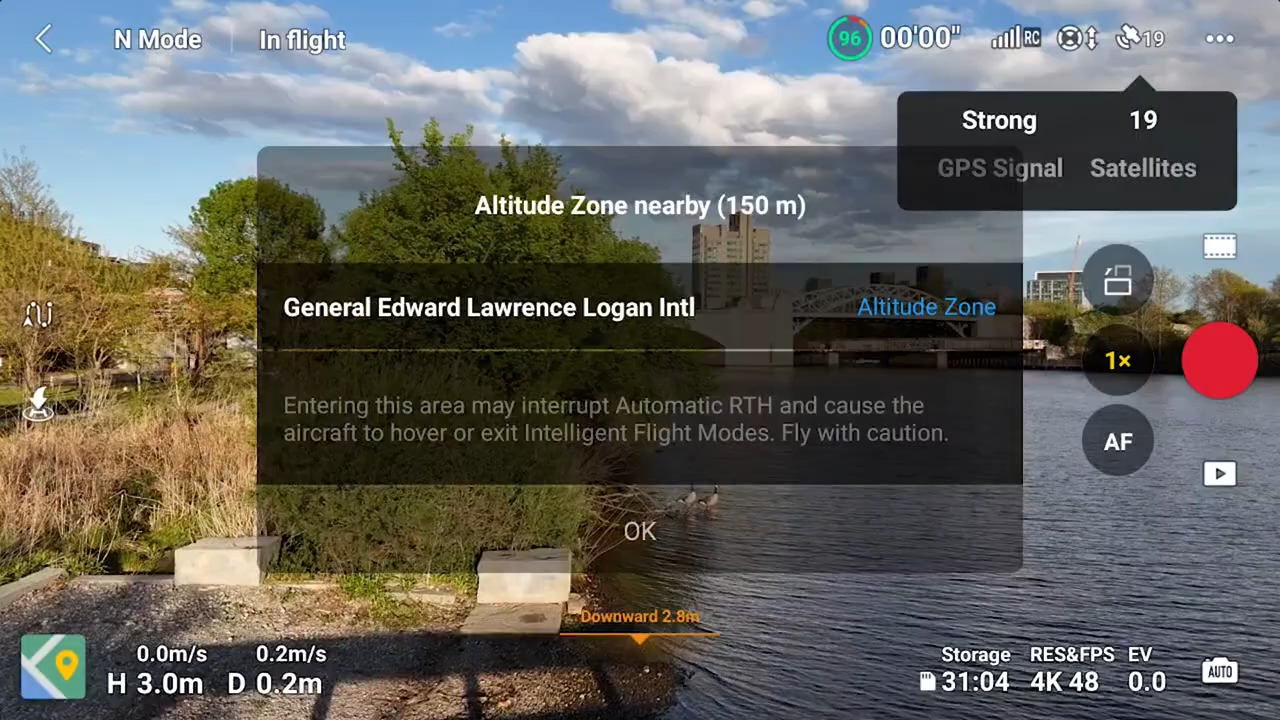 N Mode
In flight
96
00'00"
RC
19
Strong 19
GPS Signal Satellites
Altitude Zone nearby (150 m)
General Edward Lawrence Logan Intl
Altitude Zone
Entering this area may interrupt Automatic RTH and cause the
aircraft to hover or exit Intelligent Flight Modes. Fly with caution.
OK
1×
AF
Downward 2.8m
0.0m/s 0.2m/s
H 3.0m D 0.2m
Storage RES&FPS EV
31:04 4K 48 0.0
AUTO